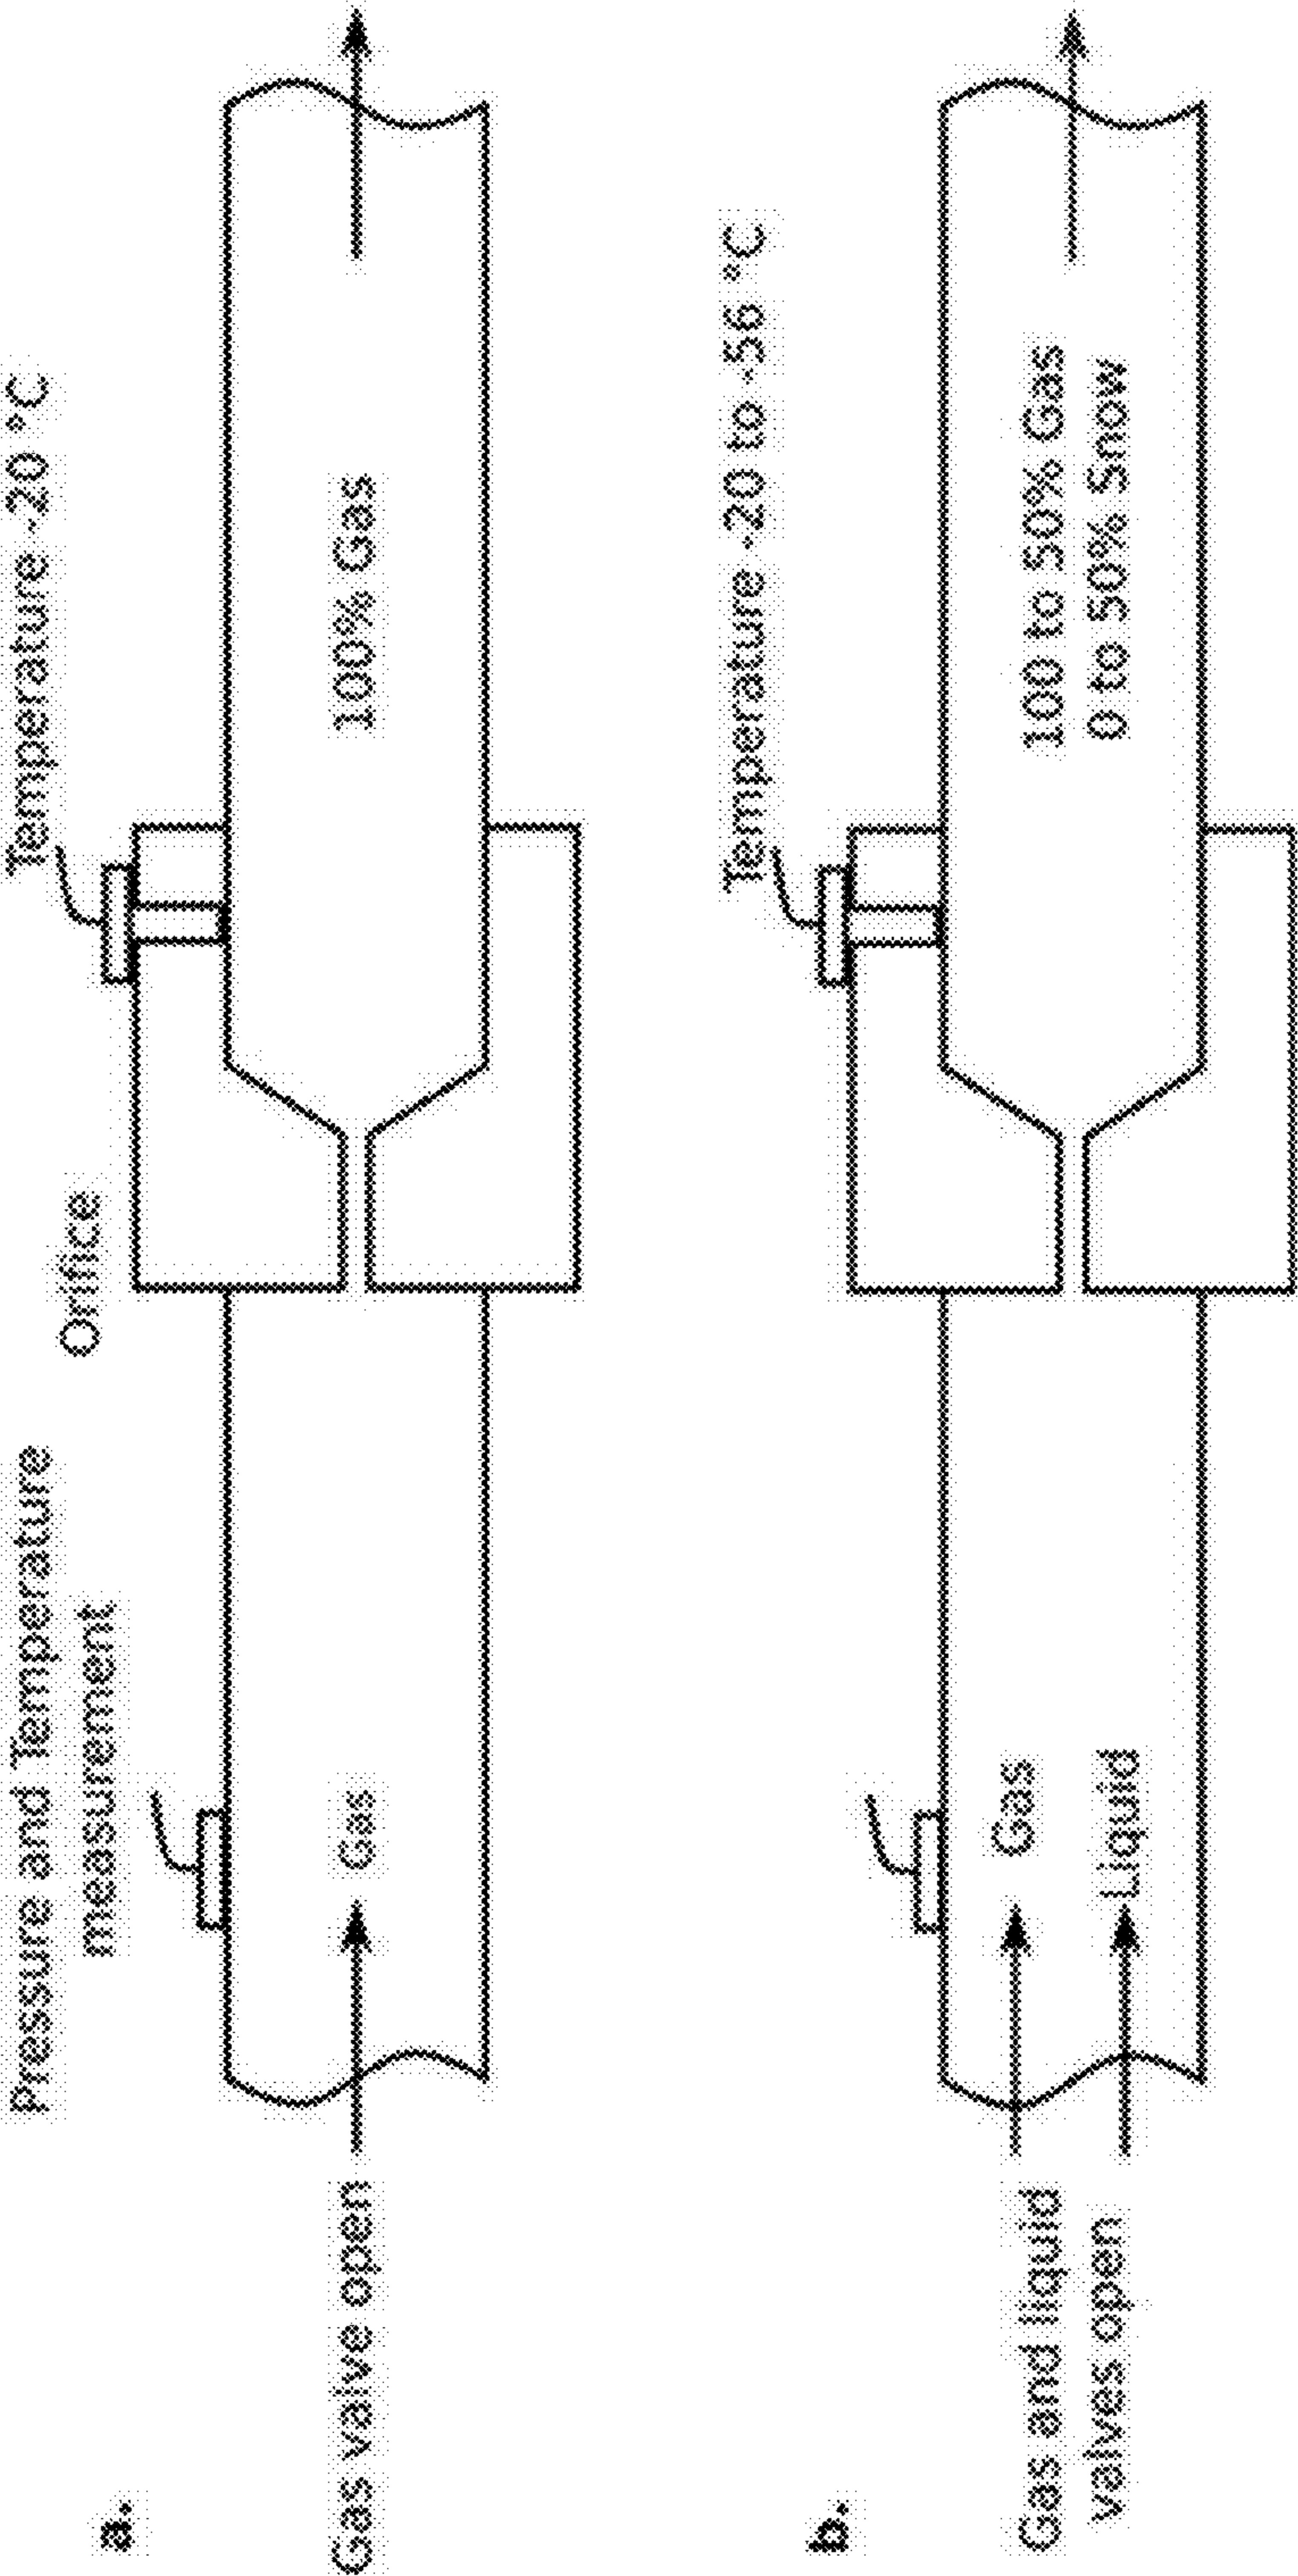 a.
Pressure and Temperature
measurement
Orifice
Temperature ~20 °C
Gas valve open
Gas
100% Gas
b.
Temperature ~20 to ~56 °C
Gas and liquid
valves open
Gas
Liquid
100 to 50% Gas
0 to 50% Snow